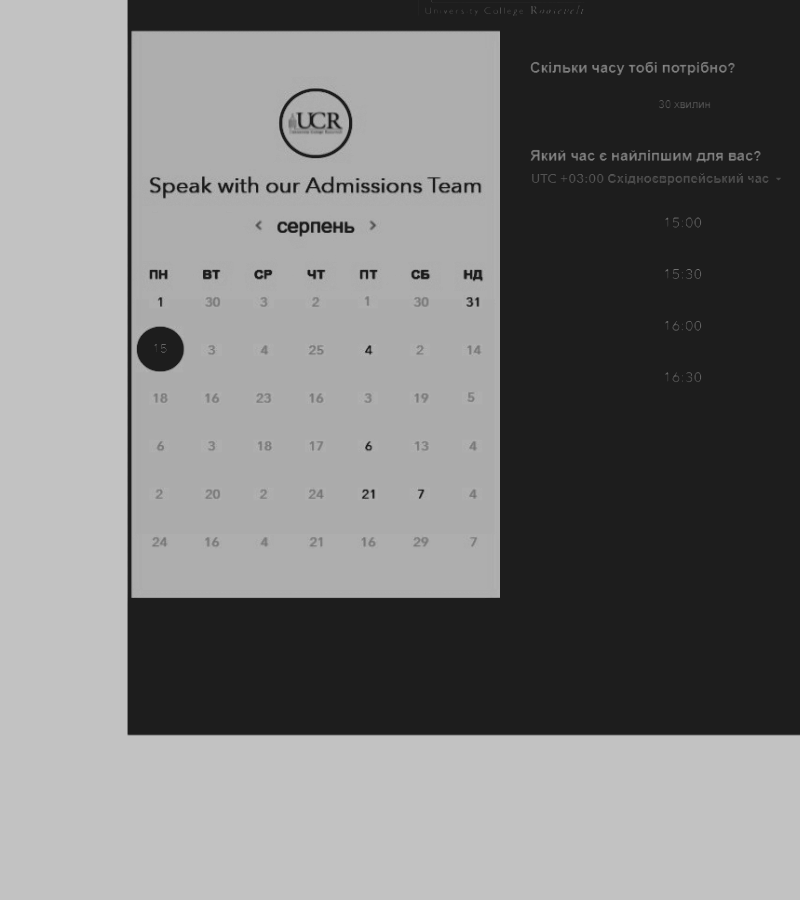 University College Roosevelt
UCR
Speak with our Admissions Team
‹ серпень ›
ПН ВТ СР ЧТ ПТ СБ НД
1 30 3 2 1 30 31
15 3 4 25 4 2 14
18 16 23 16 3 19 5
6 3 18 17 6 13 4
2 20 2 24 21 7 4
24 16 4 21 16 29 7
Скільки часу тобі потрібно?
30 хвилин
Який час є найліпшим для вас?
UTC +03:00 Східноєвропейський час
15:00
15:30
16:00
16:30